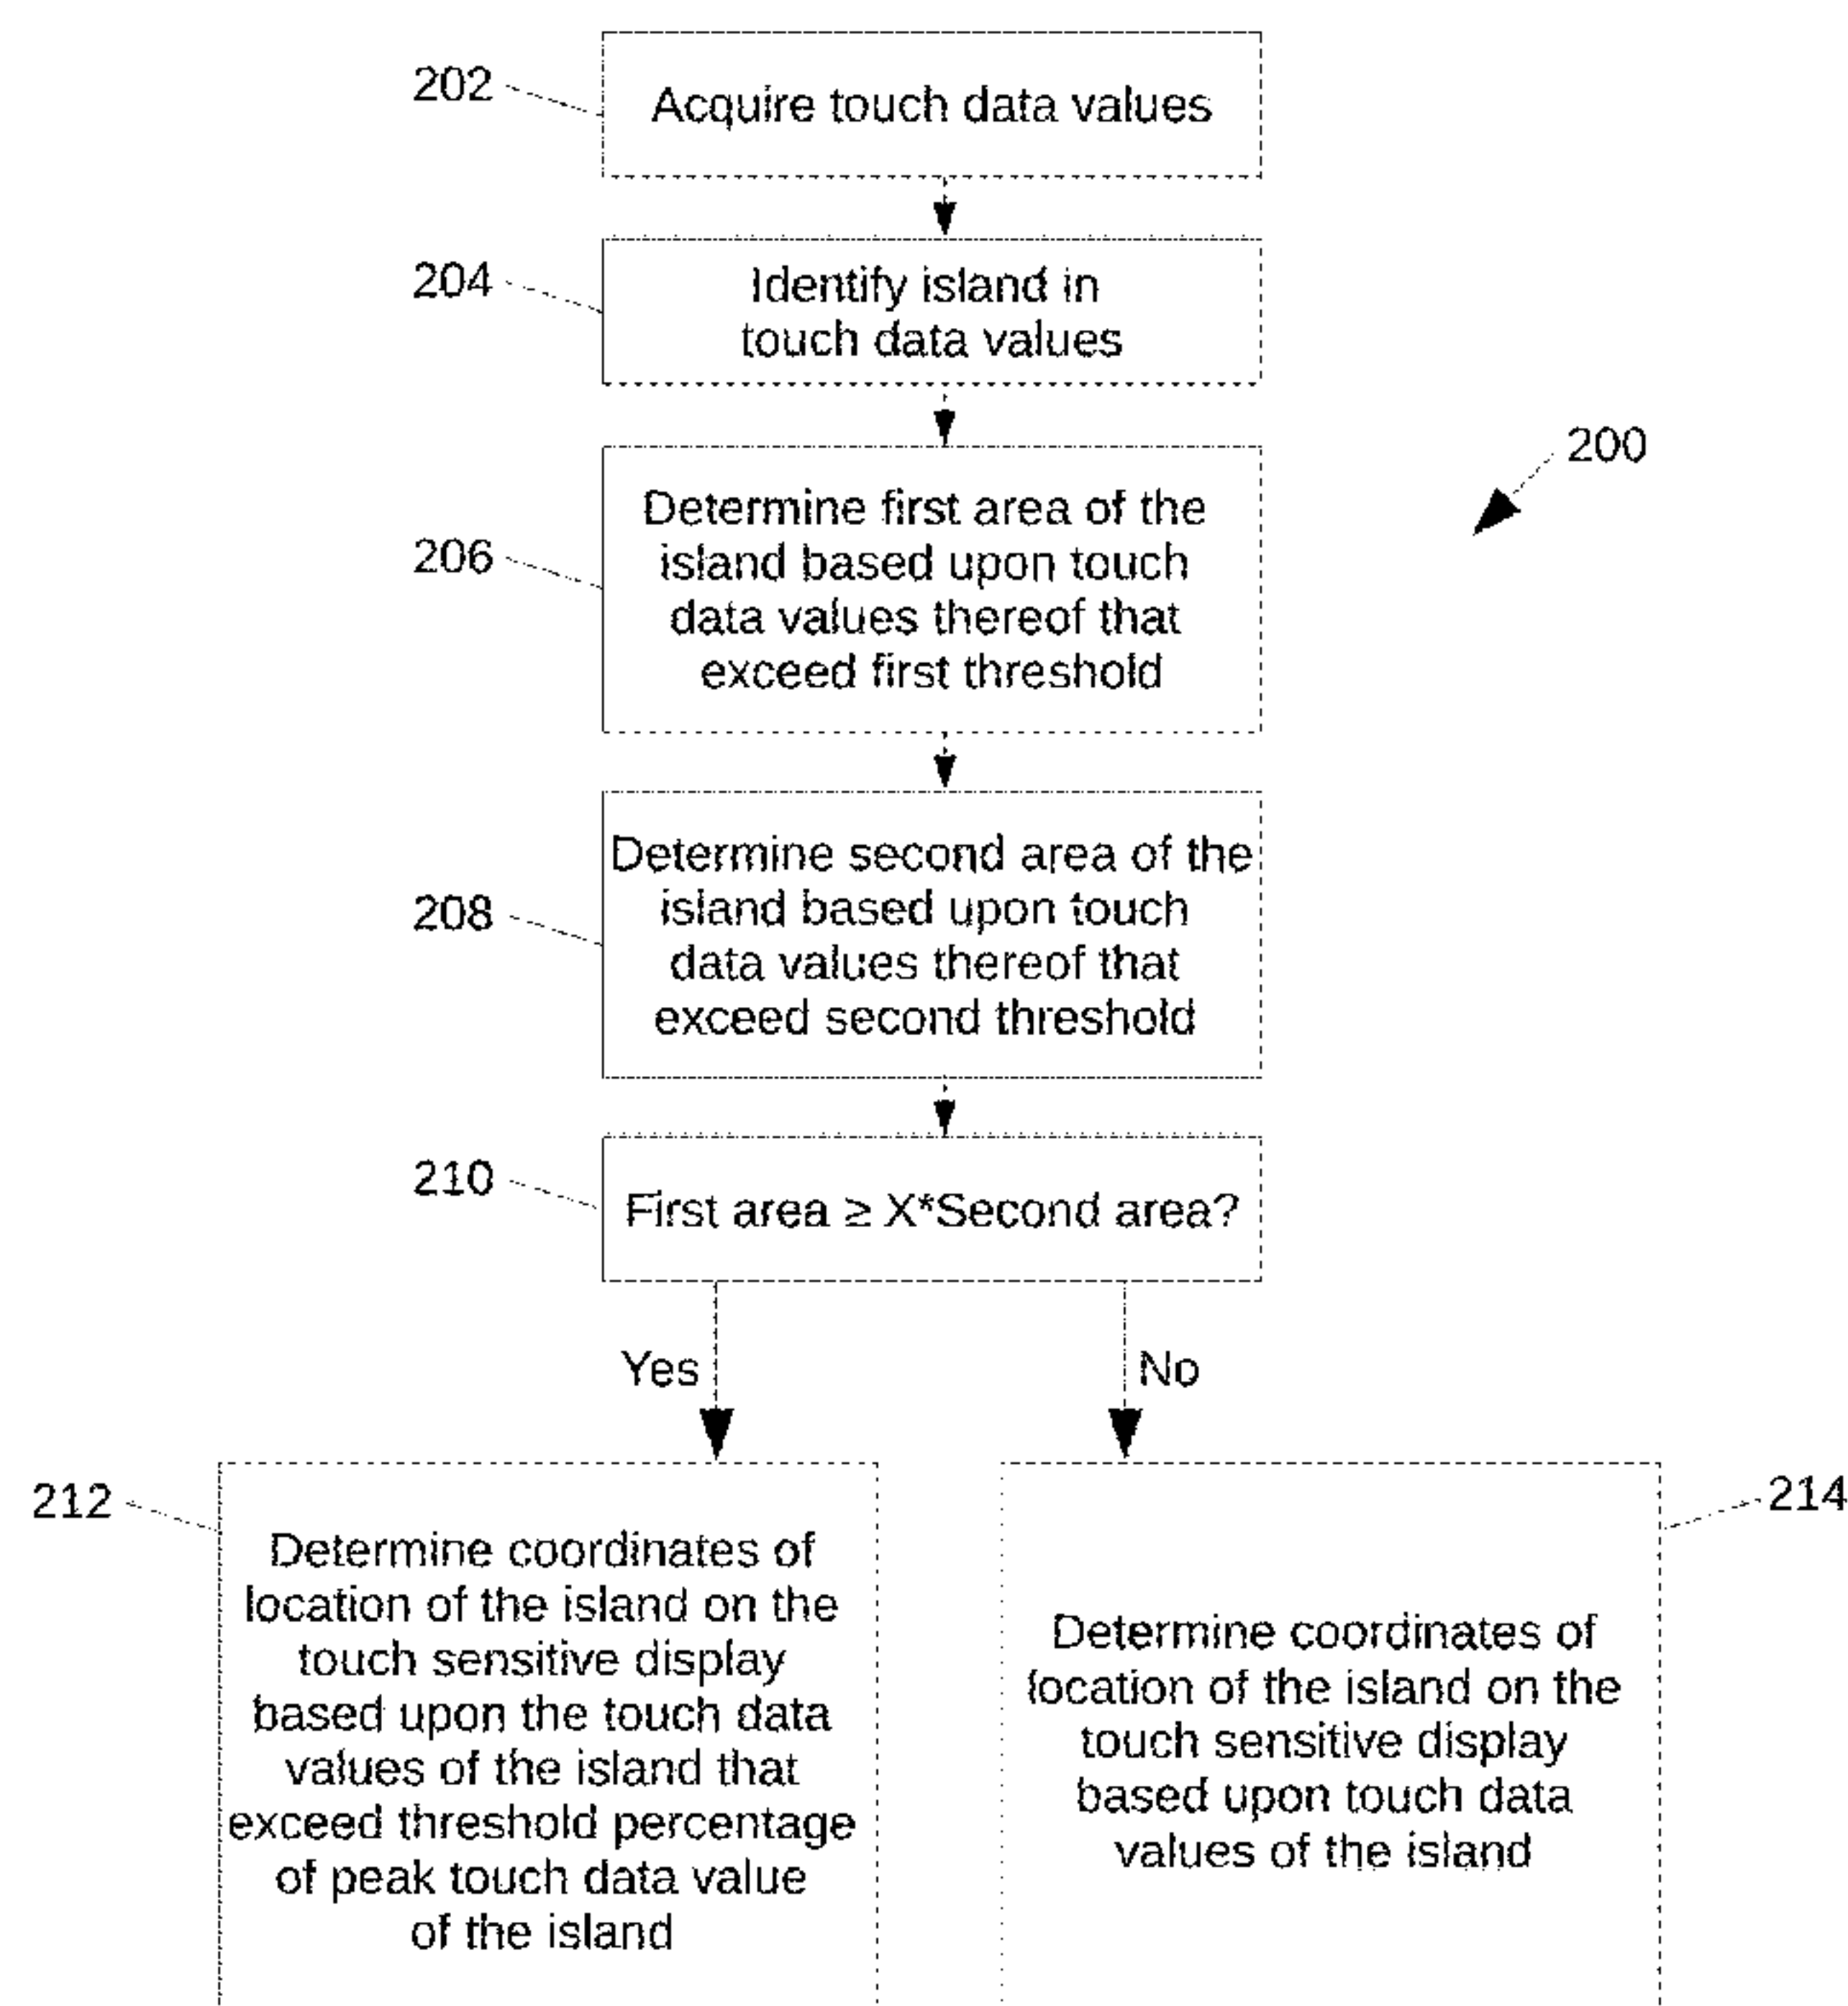 202
Acquire touch data values
204
Identify island in
touch data values
200
206
Determine first area of the
island based upon touch
data values thereof that
exceed first threshold
208
Determine second area of the
island based upon touch
data values thereof that
exceed second threshold
210
First area ≥ X*Second area?
Yes
No
212
Determine coordinates of
location of the island on the
touch sensitive display
based upon the touch data
values of the island that
exceed threshold percentage
of peak touch data value
of the island
214
Determine coordinates of
location of the island on the
touch sensitive display
based upon touch data
values of the island